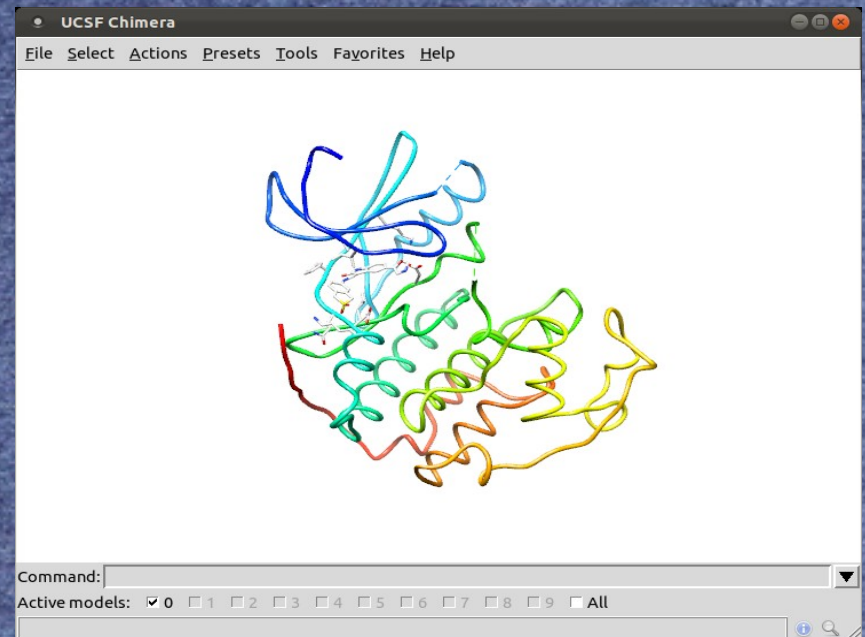 UCSF Chimera
File Select Actions Presets Tools Favorites Help
Command:
Active models: 0 1 2 3 4 5 6 7 8 9 All